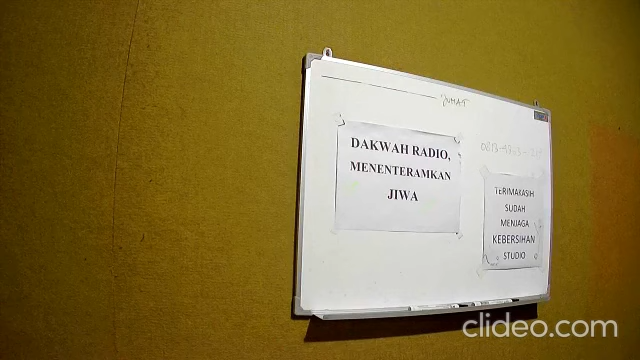 JUMAT
DAKWAH RADIO,
MENENTERAMKAN
JIWA
TERIMAKASIH
SUDAH
MENJAGA
KEBERSIHAN
STUDIO
clideo.com